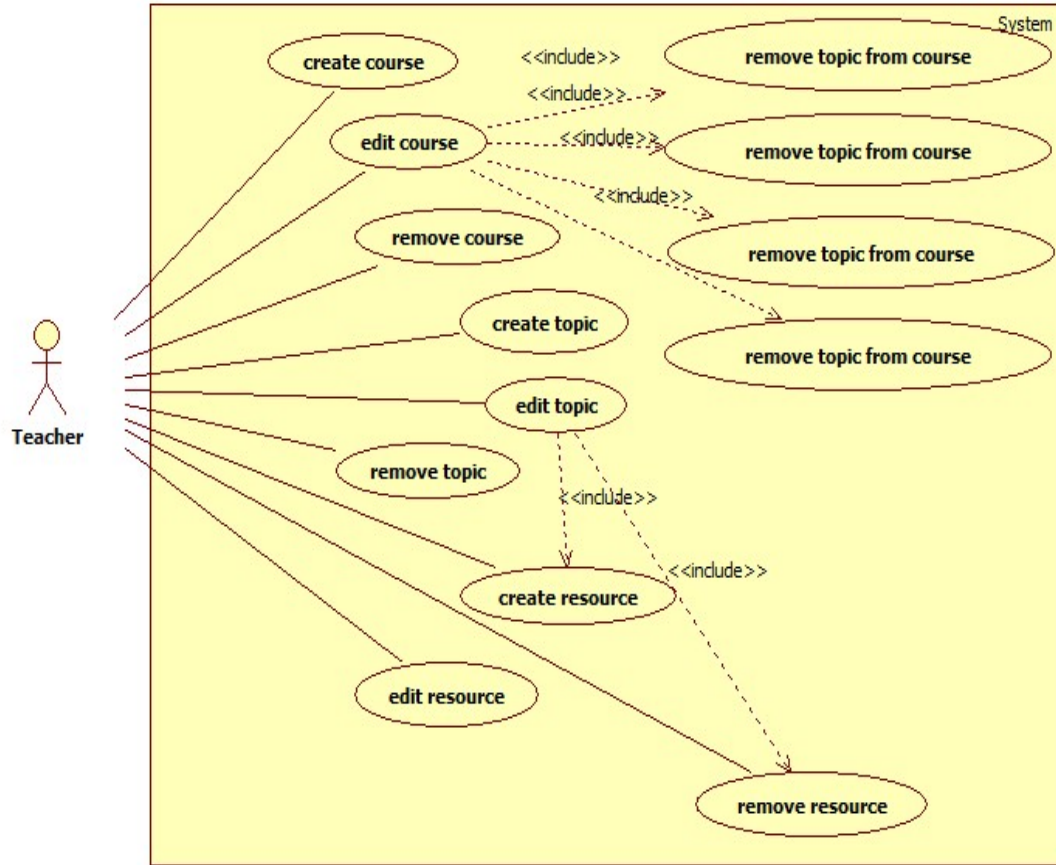 System
create course
<<include>>
remove topic from course
<<include>>
edit course
<<include>>
remove topic from course
<<include>>
remove course
remove topic from course
create topic
remove topic from course
edit topic
Teacher
remove topic
<<include>>
<<include>>
create resource
edit resource
remove resource